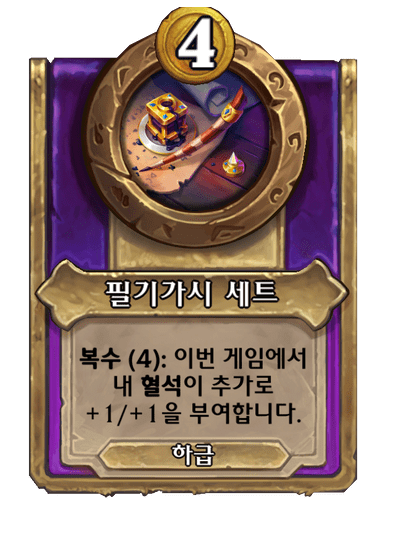 4
필기가시 세트
복수 (4): 이번 게임에서
내 혈석이 추가로
+1/+1을 부여합니다.
하급